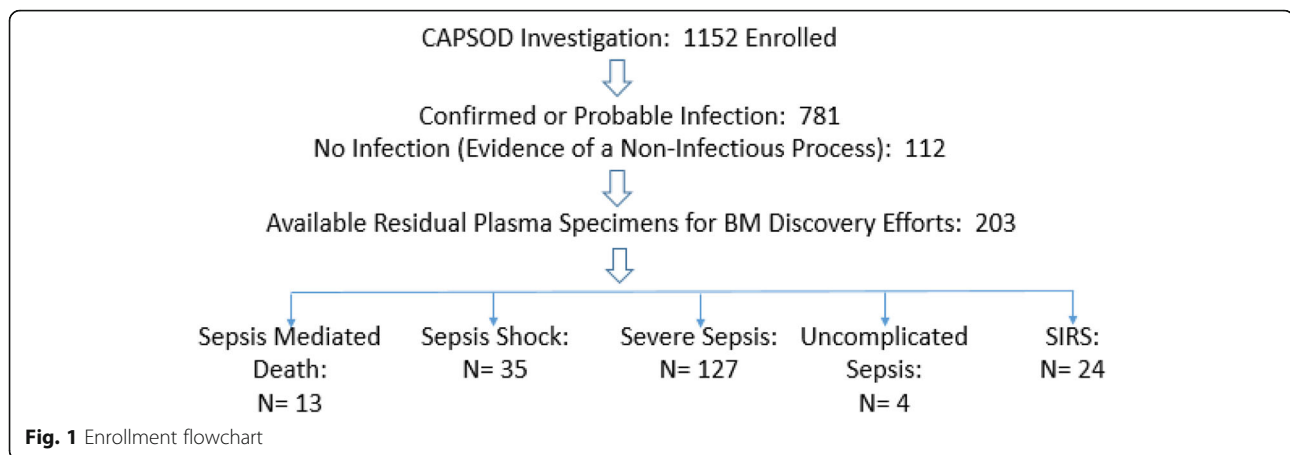 CAPSOD Investigation: 1152 Enrolled
Confirmed or Probable Infection: 781
No Infection (Evidence of a Non-Infectious Process): 112
Available Residual Plasma Specimens for BM Discovery Efforts: 203
Sepsis Mediated
Death:
N= 13
Sepsis Shock:
N= 35
Severe Sepsis:
N= 127
Uncomplicated
Sepsis:
N= 4
SIRS:
N= 24
Fig. 1 Enrollment flowchart